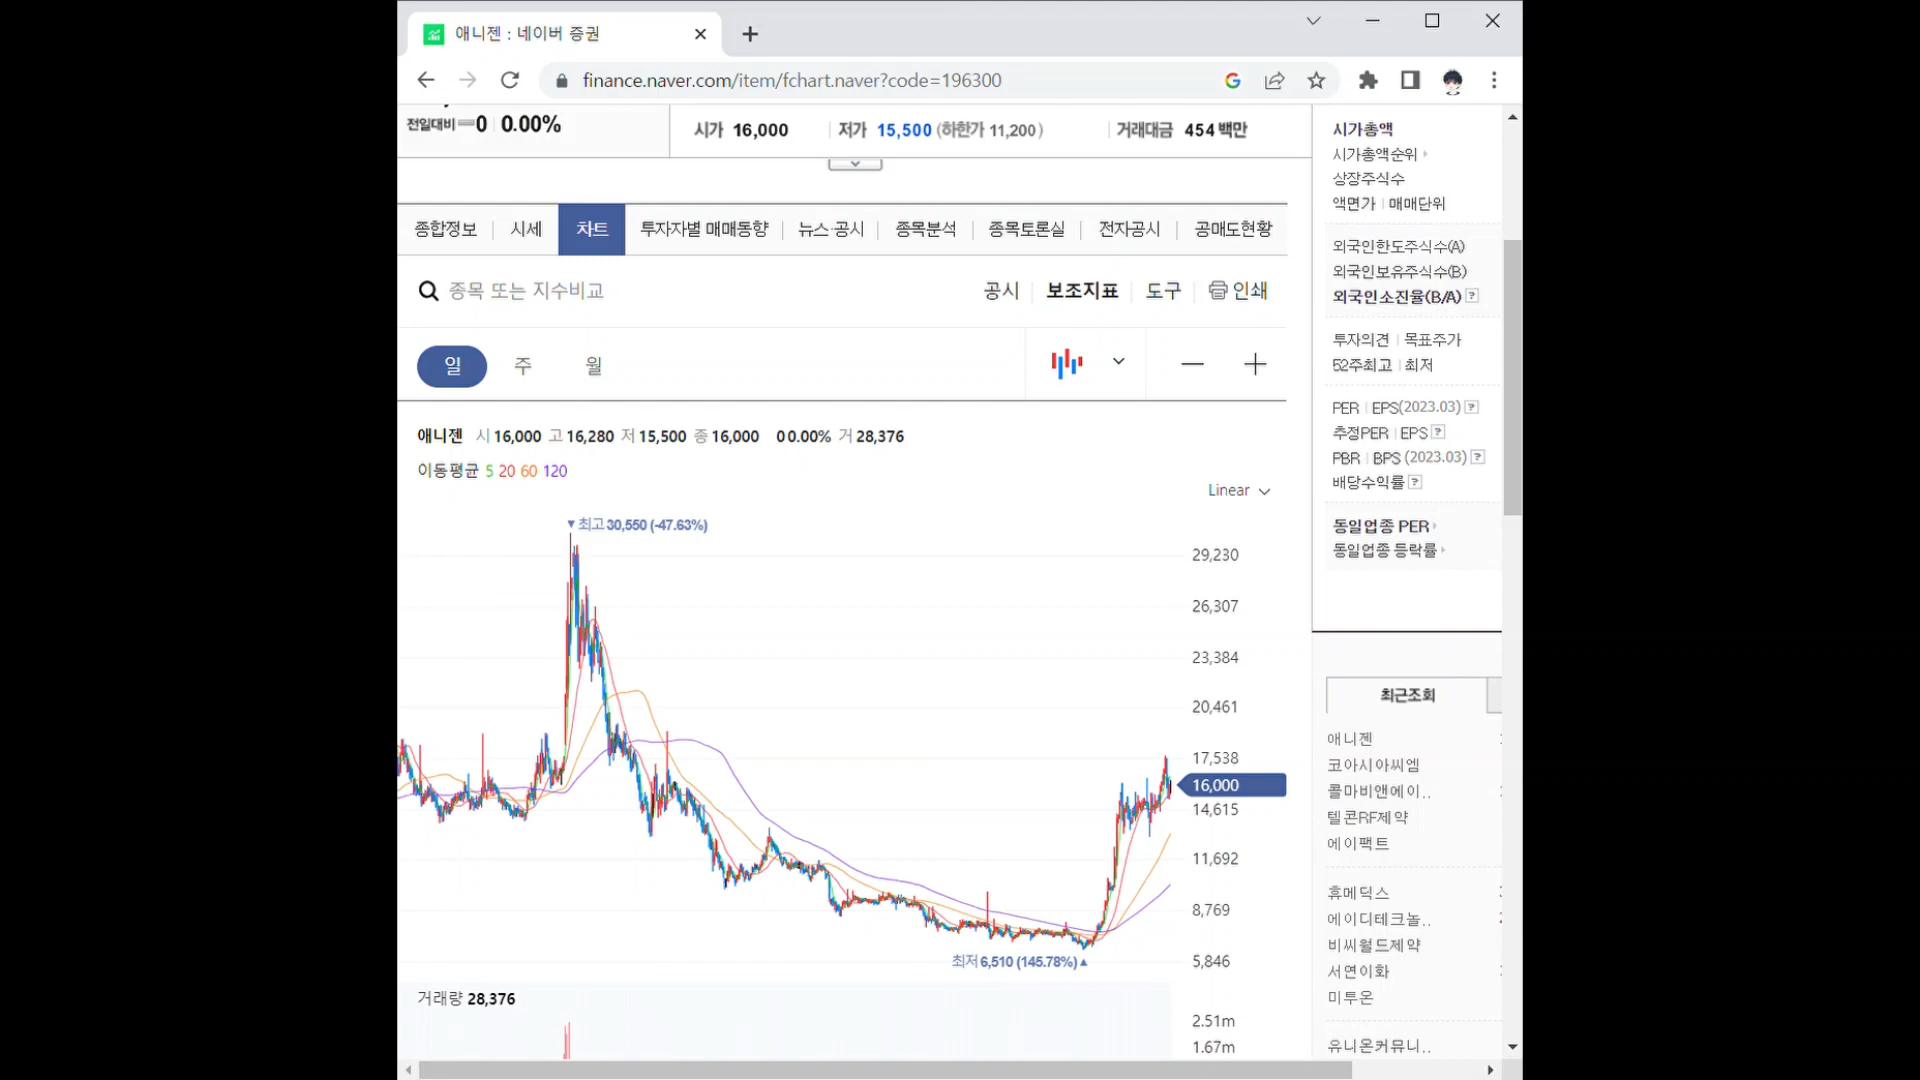 애니젠 : 네이버 증권
finance.naver.com/item/fchart.naver?code=196300
전일대비 0 0.00%
시가 16,000 저가 15,500 (하한가 11,200) 거래대금 454 백만
종합정보 시세 차트 투자자별 매매동향 뉴스·공시 종목분석 종목토론실 전자공시 공매도현황
종목 또는 지수비교
공시 보조지표 도구 인쇄
일 주 월
애니젠 시 16,000 고 16,280 저 15,500 종 16,000 0 0.00% 거 28,376
이동평균 5 20 60 120
Linear
최고 30,550 (-47.63%)
29,230
26,307
23,384
20,461
17,538
16,000
14,615
11,692
8,769
5,846
최저 6,510 (145.78%)
거래량 28,376
2.51m
1.67m
시가총액
시가총액순위
상장주식수
액면가 매매단위
외국인한도주식수(A)
외국인보유주식수(B)
외국인소진율(B/A)
투자의견 목표주가
52주최고 최저
PER EPS(2023.03)
추정PER EPS
PBR BPS (2023.03)
배당수익률
동일업종 PER
동일업종 등락률
최근조회
애니젠
코아시아씨엠
콜마비앤에이..
텔콘RF제약
에이팩트
휴메딕스
에이디테크놀..
비씨월드제약
서연이화
미투온
유니온커뮤니..